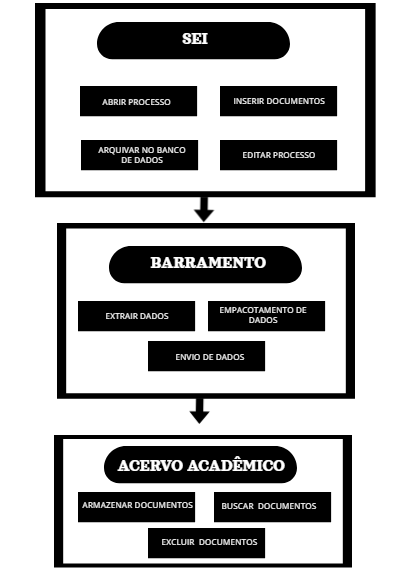 SEI
ABRIR PROCESSO
INSERIR DOCUMENTOS
ARQUIVAR NO BANCO
DE DADOS
EDITAR PROCESSO
BARRAMENTO
EXTRAIR DADOS
EMPACOTAMENTO DE
DADOS
ENVIO DE DADOS
ACERVO ACADÊMICO
ARMAZENAR DOCUMENTOS
BUSCAR DOCUMENTOS
EXCLUIR DOCUMENTOS